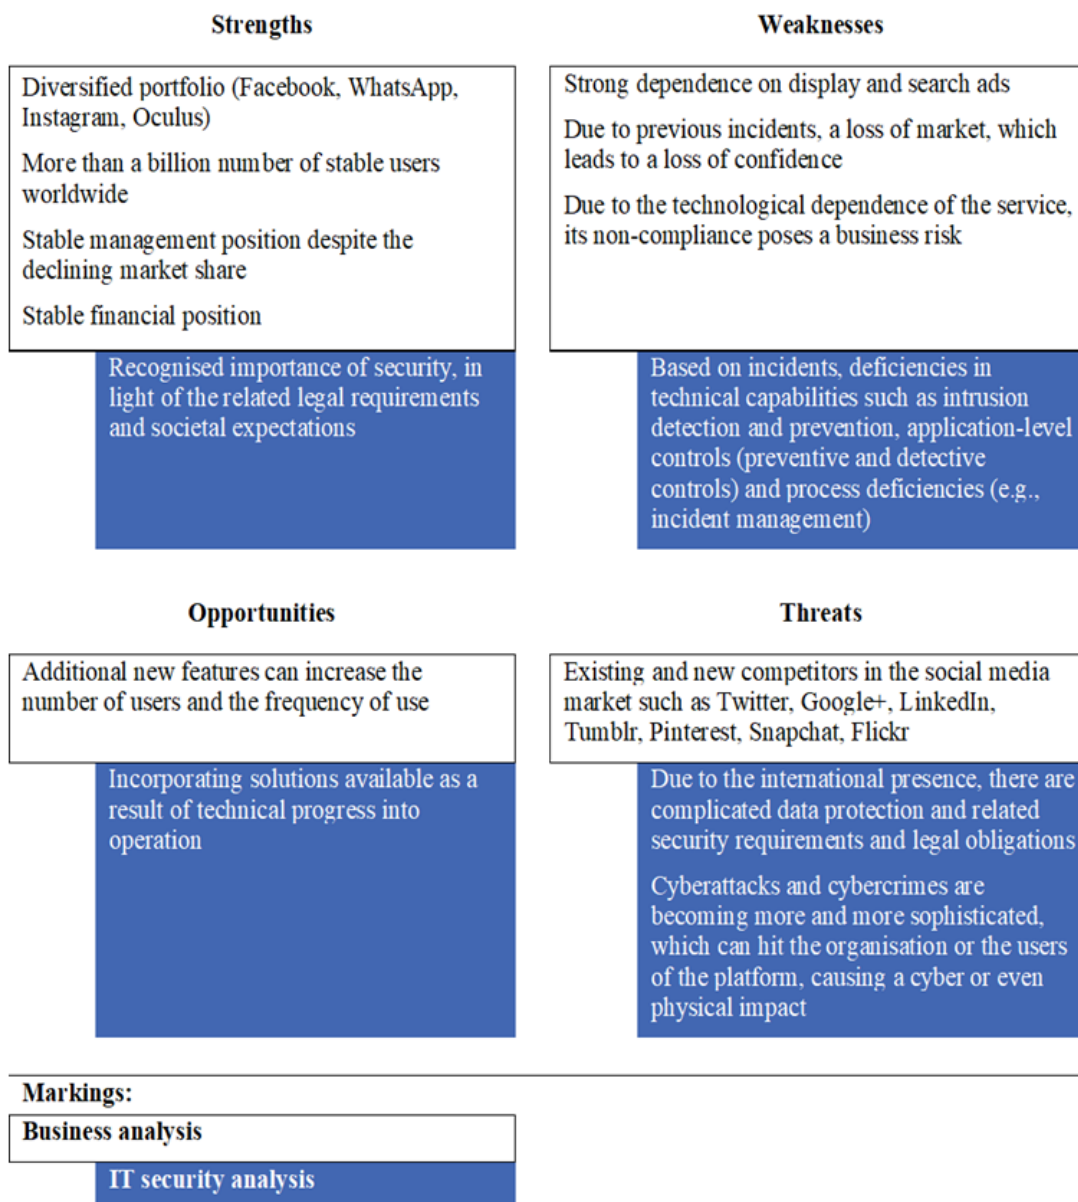 Strengths
Diversified portfolio (Facebook, WhatsApp,
Instagram, Oculus)
More than a billion number of stable users
worldwide
Stable management position despite the
declining market share
Stable financial position
Recognised importance of security, in
light of the related legal requirements
and societal expectations
Weaknesses
Strong dependence on display and search ads
Due to previous incidents, a loss of market, which
leads to a loss of confidence
Due to the technological dependence of the service,
its non-compliance poses a business risk
Based on incidents, deficiencies in
technical capabilities such as intrusion
detection and prevention, application-level
controls (preventive and detective
controls) and process deficiencies (e.g.,
incident management)
Opportunities
Additional new features can increase the
number of users and the frequency of use
Incorporating solutions available as a
result of technical progress into
operation
Threats
Existing and new competitors in the social media
market such as Twitter, Google+, LinkedIn,
Tumblr, Pinterest, Snapchat, Flickr
Due to the international presence, there are
complicated data protection and related
security requirements and legal obligations
Cyberattacks and cybercrimes are
becoming more and more sophisticated,
which can hit the organisation or the users
of the platform, causing a cyber or even
physical impact
Markings:
Business analysis
IT security analysis